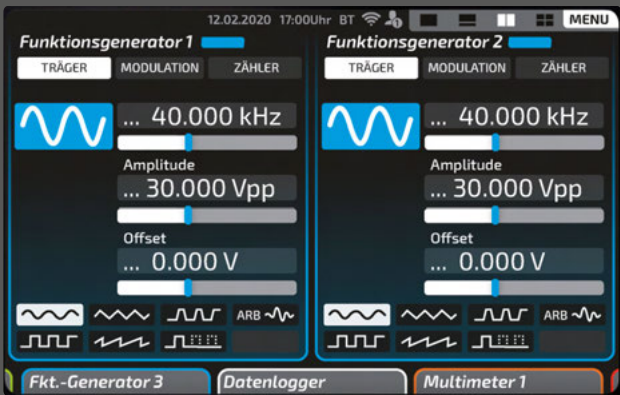 12.02.2020 17:00Uhr BT MENU
Funktionsgenerator 1
TRÄGER MODULATION ZÄHLER
... 40.000 kHz
Amplitude
... 30.000 Vpp
Offset
... 0.000 V
ARB
Funktionsgenerator 2
TRÄGER MODULATION ZÄHLER
... 40.000 kHz
Amplitude
... 30.000 Vpp
Offset
... 0.000 V
ARB
Fkt.-Generator 3 Datenlogger Multimeter 1